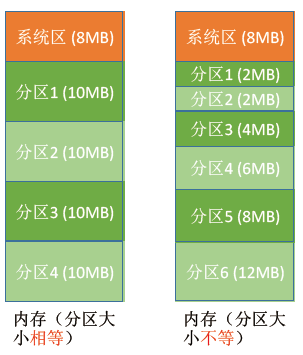 系统区 (8MB)
分区1 (10MB)
分区2 (10MB)
分区3 (10MB)
分区4 (10MB)
内存（分区大
小相等）
系统区 (8MB)
分区1 (2MB)
分区2 (2MB)
分区3 (4MB)
分区4 (6MB)
分区5 (8MB)
分区6 (12MB)
内存（分区大
小不等）